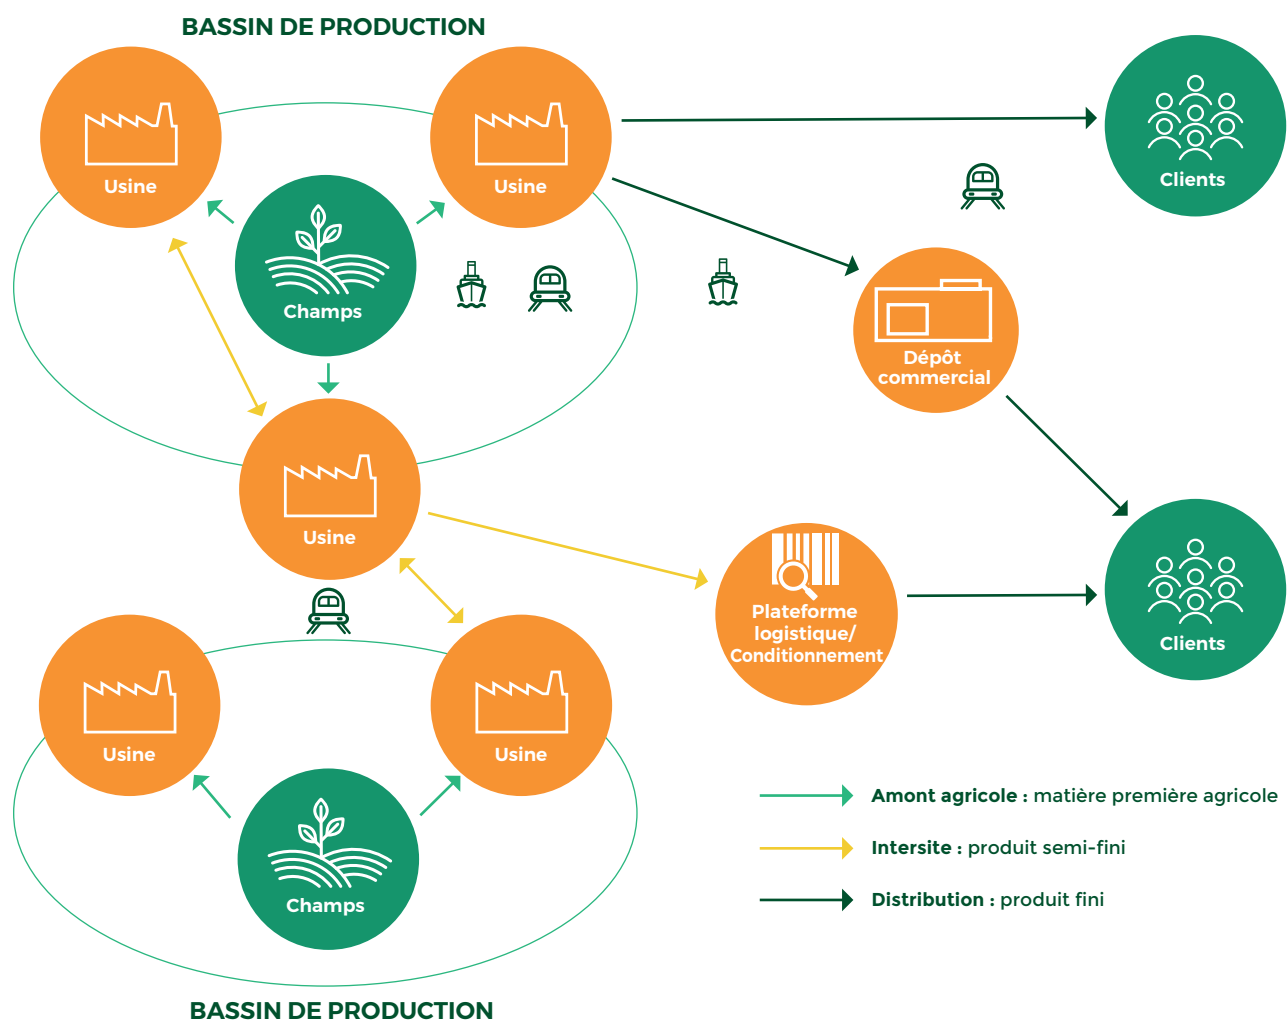 BASSIN DE PRODUCTION
Usine
Usine
Clients
Champs
Dépôt
commercial
Usine
Plateforme
logistique/
Conditionnement
Clients
Usine
Usine
Champs
Amont agricole : matière première agricole
Intersite : produit semi-fini
Distribution : produit fini
BASSIN DE PRODUCTION